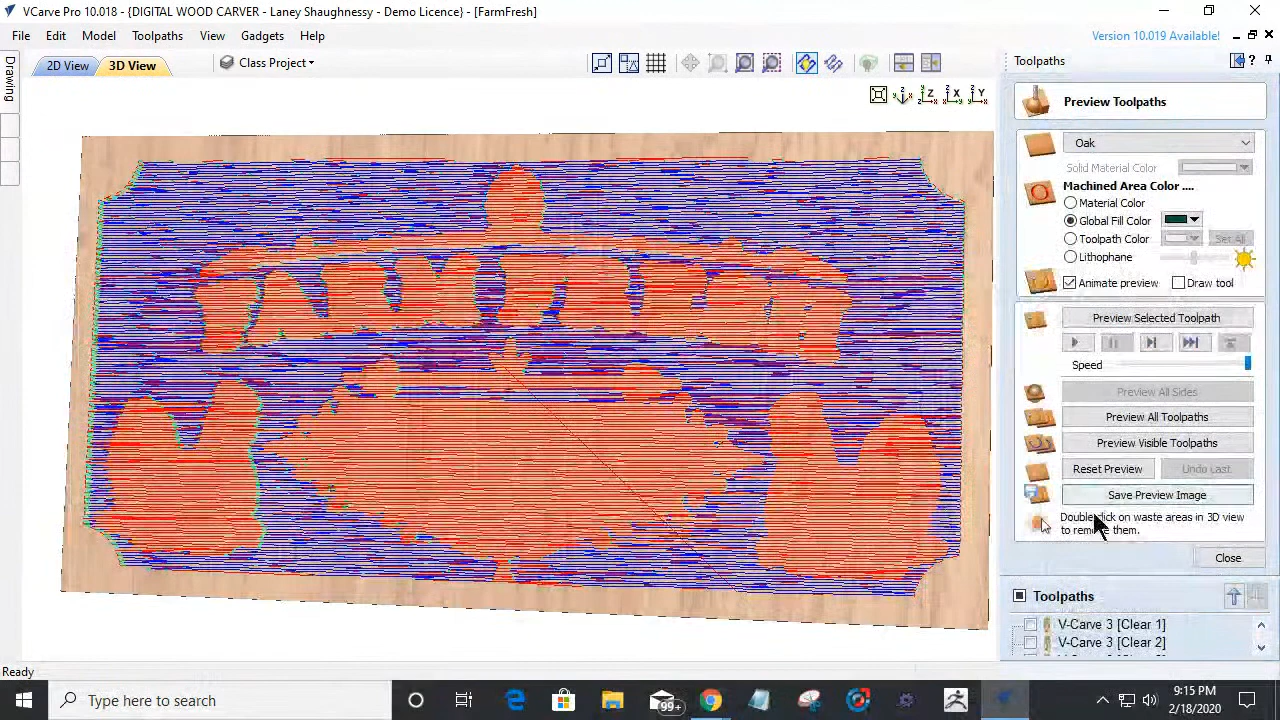 VCarve Pro 10.018 - {DIGITAL WOOD CARVER - Laney Shaughnessy - Demo Licence} - [FarmFresh]
File Edit Model Toolpaths View Gadgets Help
Version 10.019 Available!
2D View 3D View Class Project
Drawing
Z X Y
Toolpaths
Preview Toolpaths
Oak
Solid Material Color
Machined Area Color ....
Material Color
Global Fill Color
Toolpath Color Set All
Lithophane
Animate preview Draw tool
Preview Selected Toolpath
Speed
Preview All Sides
Preview All Toolpaths
Preview Visible Toolpaths
Reset Preview Undo Last
Save Preview Image
Double click on waste areas in 3D view
to remove them.
Close
Toolpaths
V-Carve 3 [Clear 1]
V-Carve 3 [Clear 2]
Ready
Type here to search
99+
9:15 PM
2/18/2020